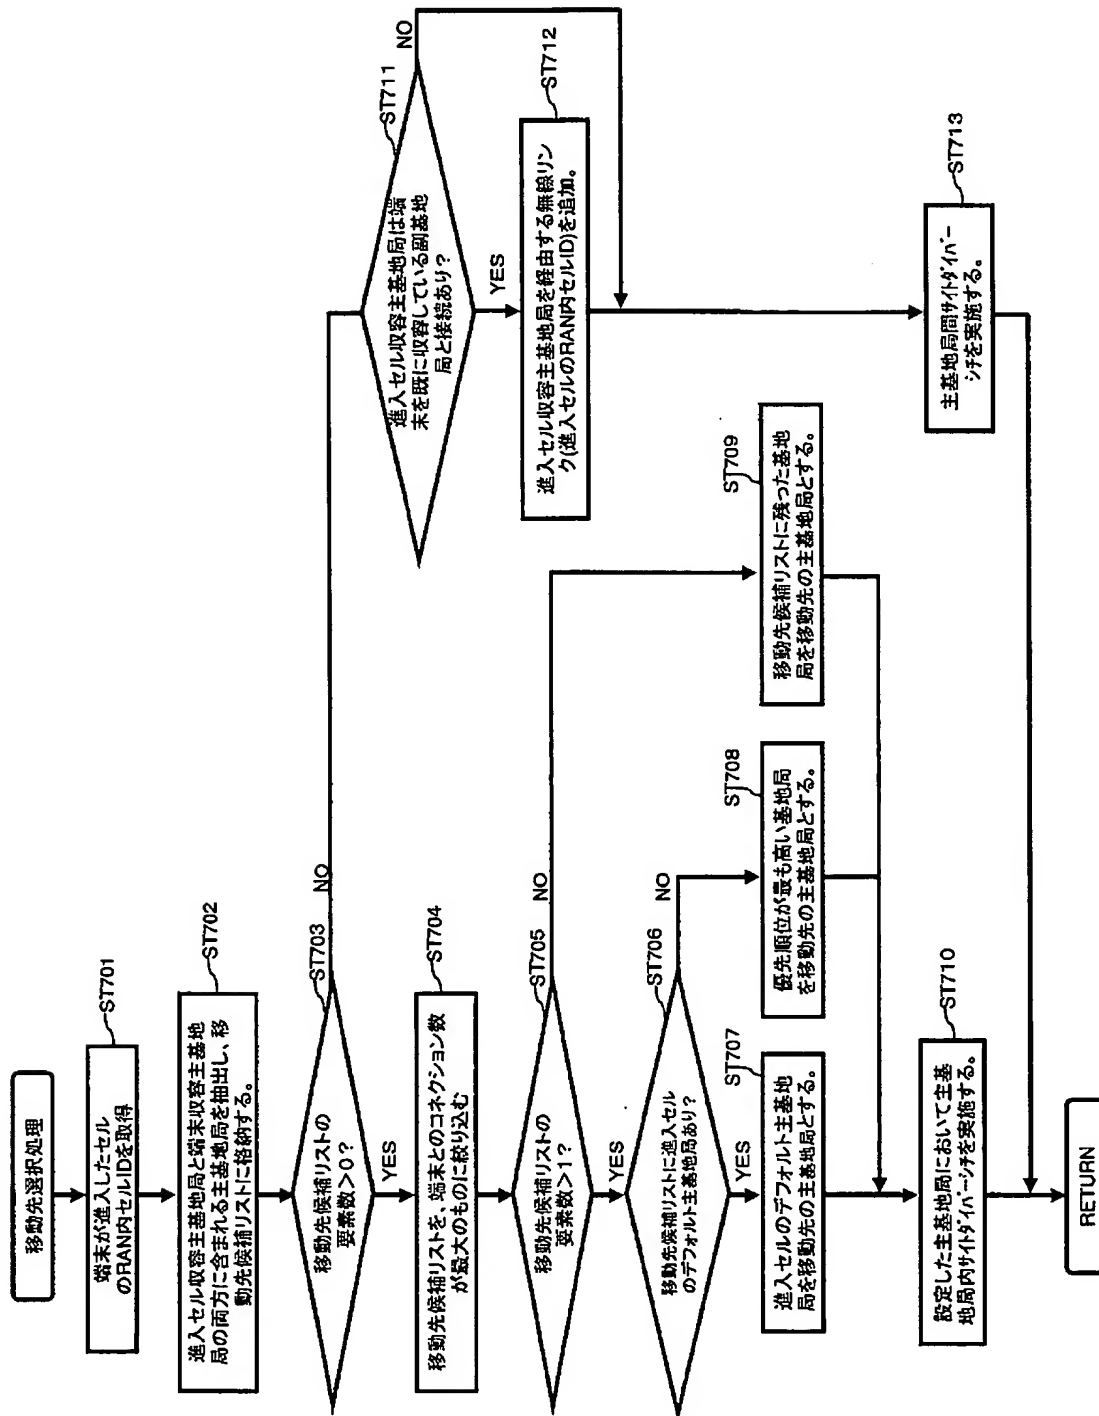 移動先選択処理
ST701
端末が進入したセル
のRAN内セルIDを取得
ST702
進入セル収容主基地局と端末収容主基地
局の両方に含まれる主基地局を抽出し、移
動先候補リストに格納する。
ST703
移動先候補リストの
要素数>0?
NO
YES
ST704
移動先候補リストを、端末とのコネクション数
が最大のものに絞り込む
ST705
移動先候補リストの
要素数>1?
NO
YES
ST706
移動先候補リストに進入セル
のデフォルト主基地局あり?
NO
YES
ST707
進入セルのデフォルト主基地
局を移動先の主基地局とする。
ST708
優先順位が最も高い基地局
を移動先の主基地局とする。
ST709
移動先候補リストに残った基地
局を移動先の主基地局とする。
ST710
設定した主基地局において主基
地局内サイトダイバーシチを実施する。
ST711
進入セル収容主基地局は端
末を既に収容している副基地
局と接続あり?
NO
YES
ST712
進入セル収容主基地局を経由する無線リン
ク(進入セルのRAN内セルID)を追加。
ST713
主基地局間サイトダイバー
シチを実施する。
RETURN